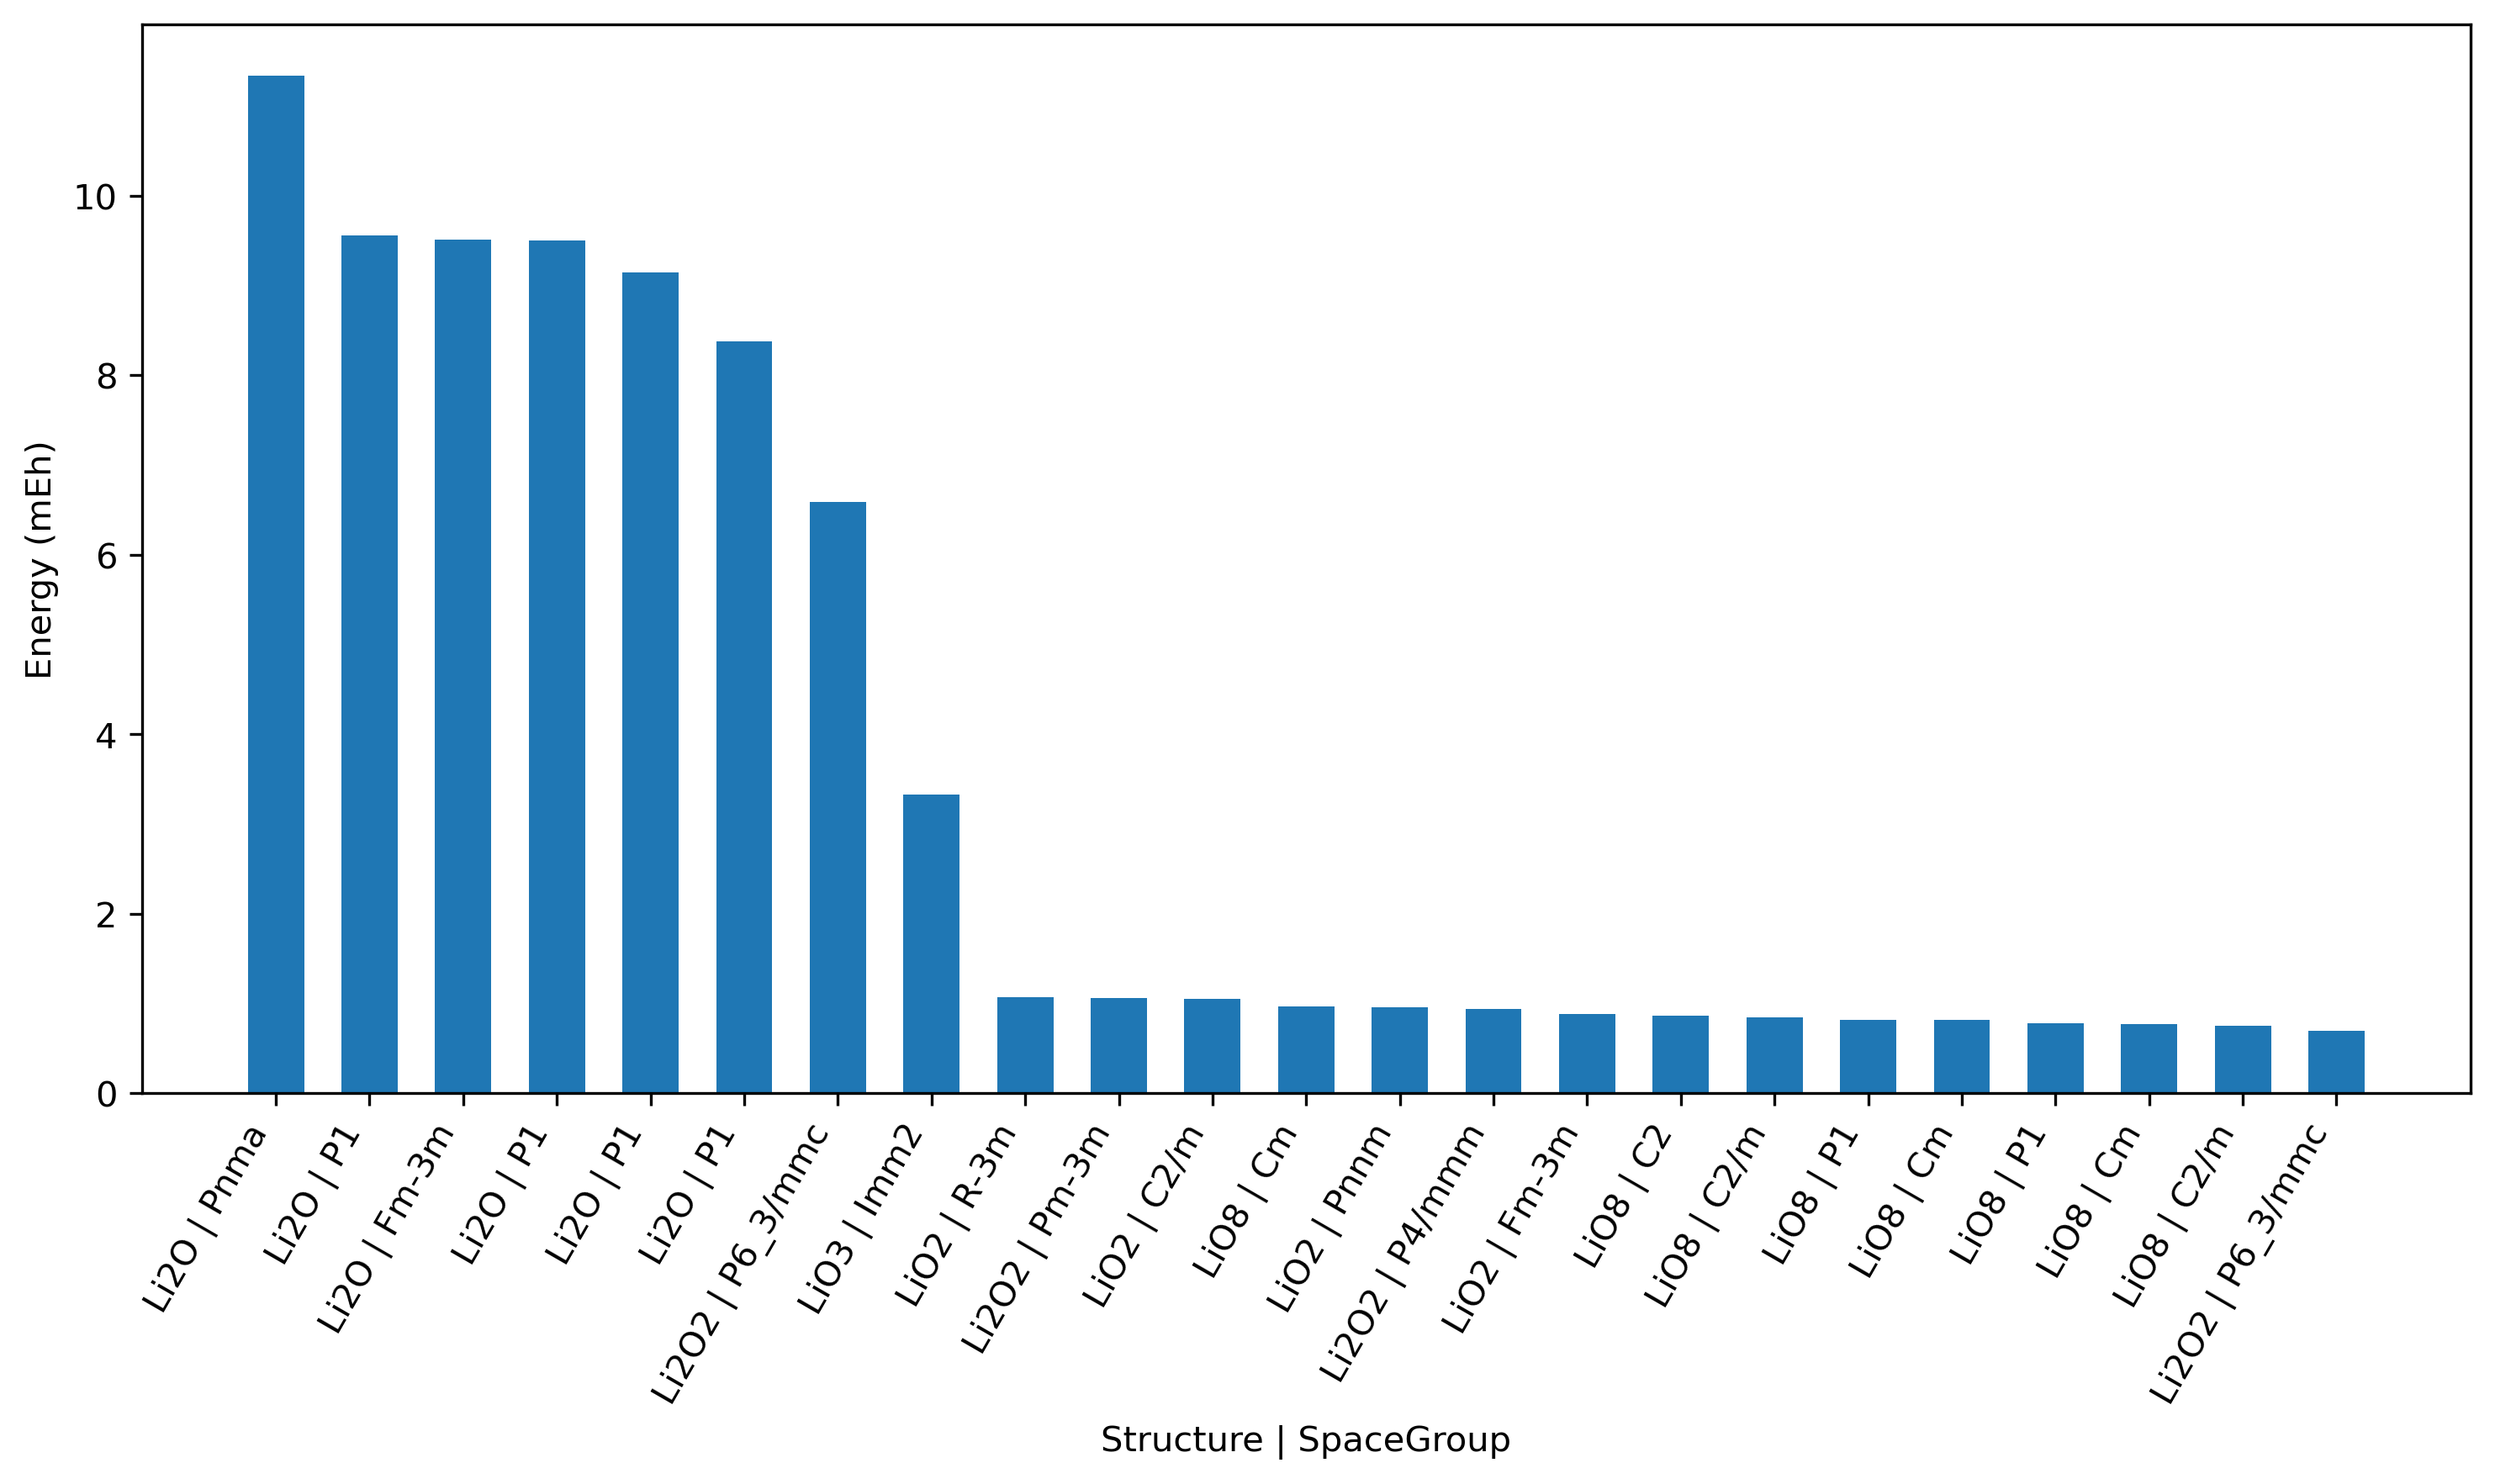 Energy (mEh)
10
8
6
4
2
0
Li2O | Pnma
Li2O | P1
Li2O | Fm-3m
Li2O | P1
Li2O | P1
Li2O | P1
Li2O2 | P6_3/mmc
LiO3 | Imm2
LiO2 | R-3m
Li2O2 | Pm-3m
LiO2 | C2/m
LiO8 | Cm
LiO2 | Pnnm
Li2O2 | P4/mmm
LiO2 | Fm-3m
LiO8 | C2
LiO8 | C2/m
LiO8 | P1
LiO8 | Cm
LiO8 | P1
LiO8 | Cm
LiO8 | C2/m
Li2O2 | P6_3/mmc
Structure | SpaceGroup